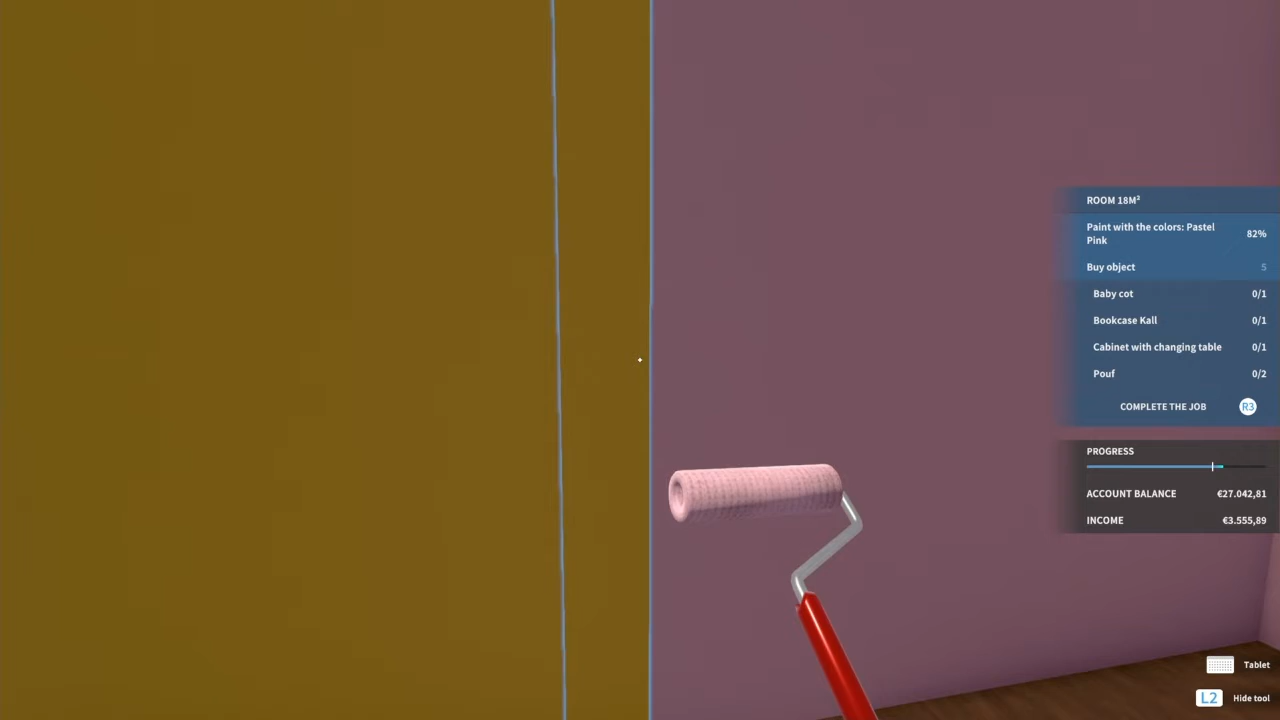 ROOM 18M²
Paint with the colors: Pastel
Pink
82%
Buy object 5
Baby cot 0/1
Bookcase Kall 0/1
Cabinet with changing table 0/1
Pouf 0/2
COMPLETE THE JOB R3
PROGRESS
ACCOUNT BALANCE €27.042,81
INCOME €3.555,89
Tablet
L2 Hide tool